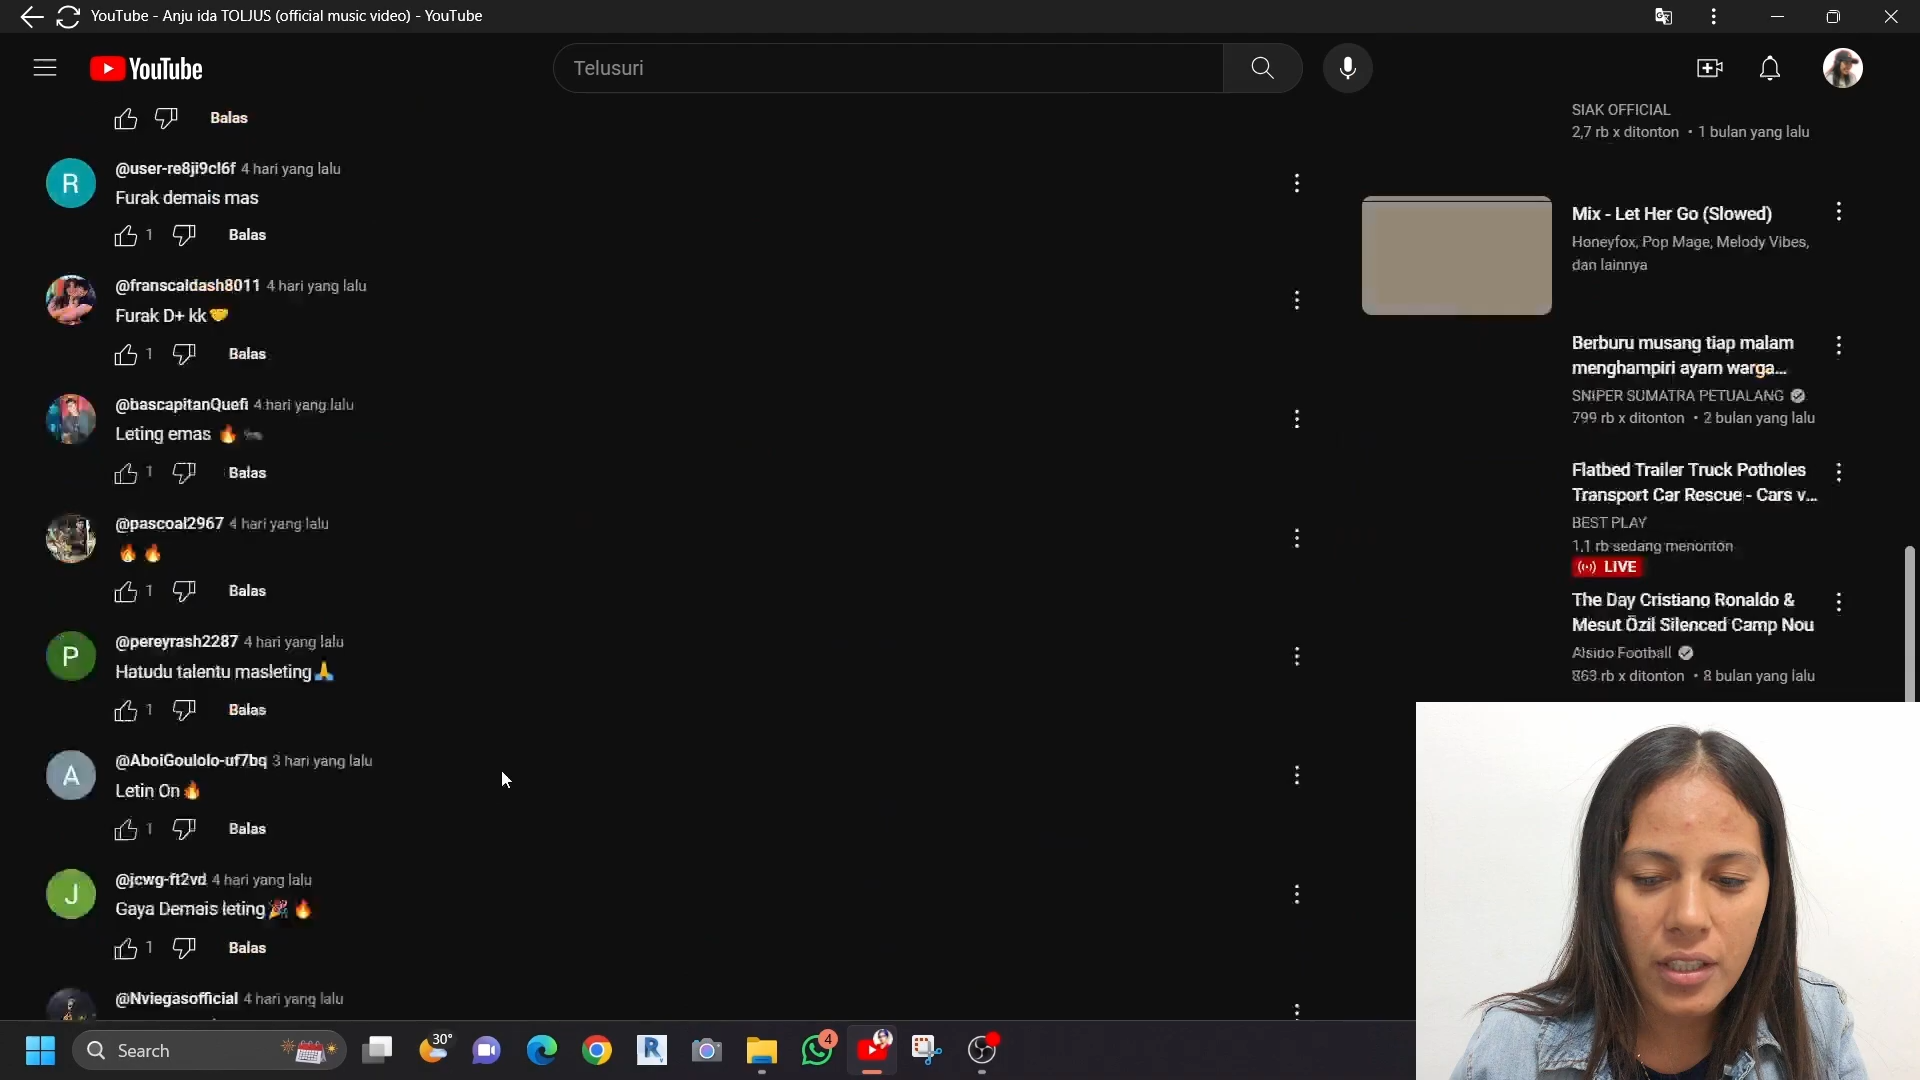 YouTube - Anju ida TOLJUS (official music video) - YouTube
YouTube
Telusuri
Balas
@user-re8ji9cl6f 4 hari yang lalu
Furak demais mas
1 Balas
@franscaldash8011 4 hari yang lalu
Furak D+ kk🤝
1 Balas
@bascapitanQuefi 4 hari yang lalu
Leting emas 🔥🐜
1 Balas
@pascoal2967 4 hari yang lalu
🔥🔥
1 Balas
@pereyrash2287 4 hari yang lalu
Hatudu talentu masleting🙏
1 Balas
@AboiGoulolo-uf7bq 3 hari yang lalu
Letin On🔥
1 Balas
@jcwg-ft2vd 4 hari yang lalu
Gaya Demais leting🎉🔥
1 Balas
@Nviegasofficial 4 hari yang lalu
SIAK OFFICIAL
2,7 rb x ditonton • 1 bulan yang lalu
Mix - Let Her Go (Slowed)
Honeyfox, Pop Mage, Melody Vibes,
dan lainnya
Berburu musang tiap malam
menghampiri ayam warga...
SNIPER SUMATRA PETUALANG
799 rb x ditonton • 2 bulan yang lalu
Flatbed Trailer Truck Potholes
Transport Car Rescue - Cars v...
BEST PLAY
1,1 rb sedang menonton
LIVE
The Day Cristiano Ronaldo &
Mesut Özil Silenced Camp Nou
Alsido Football
863 rb x ditonton • 8 bulan yang lalu
Search
30°
R
4